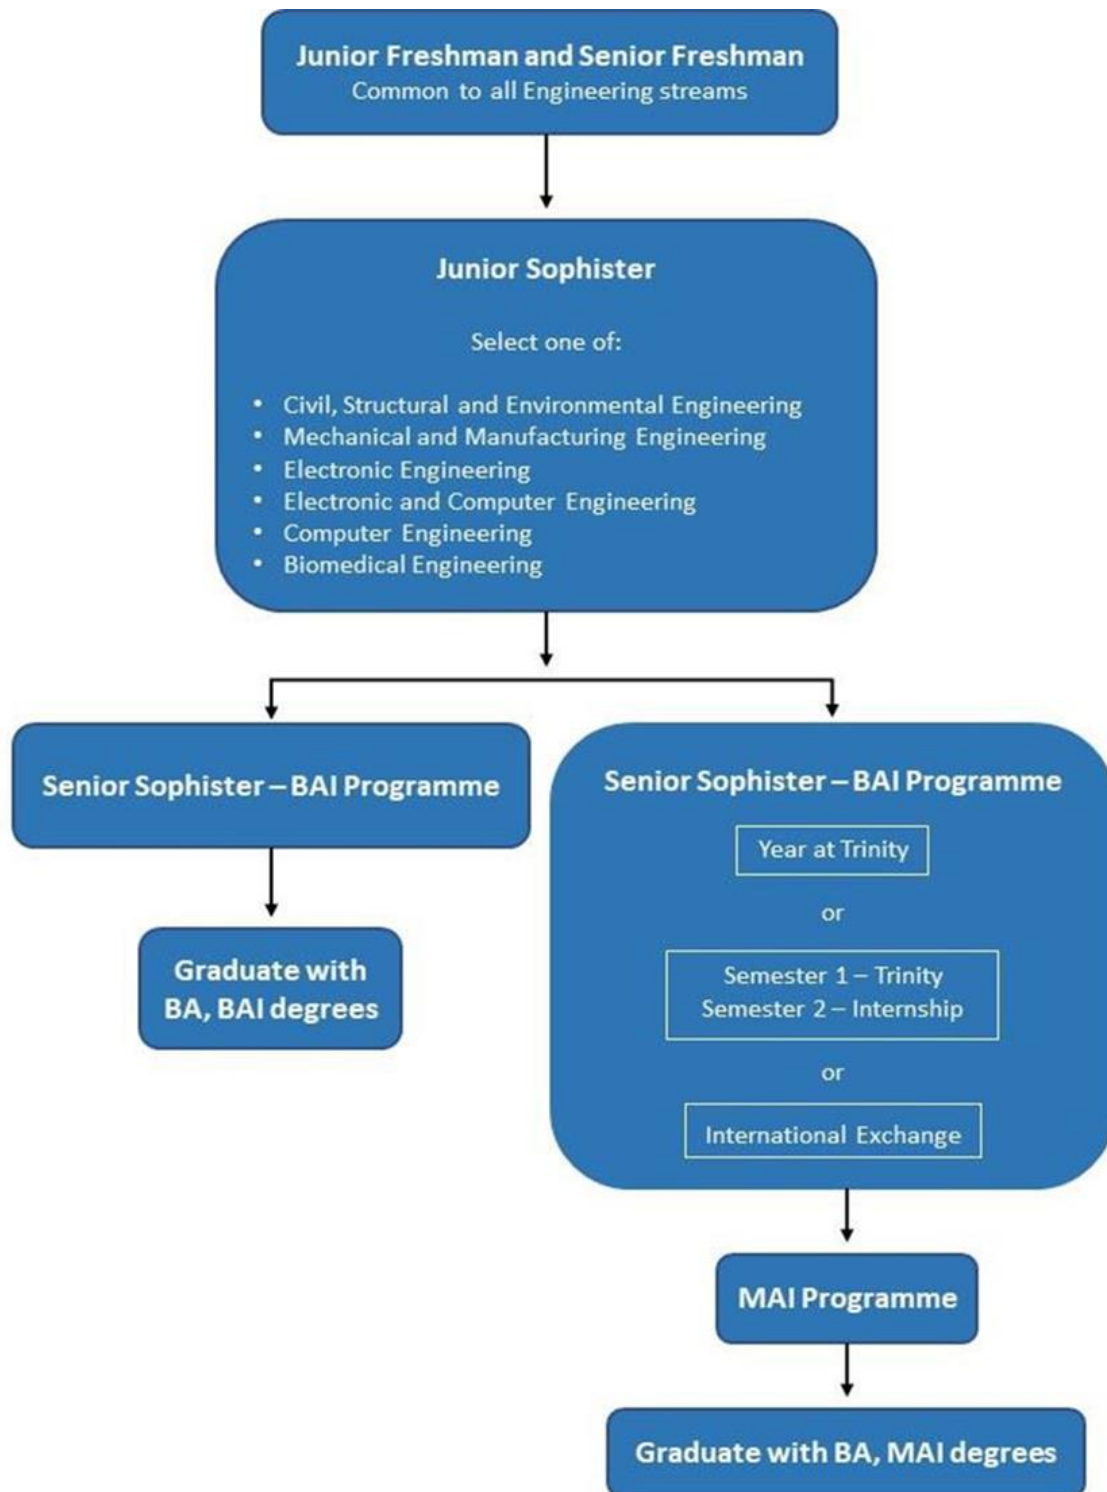 Junior Freshman and Senior Freshman
Common to all Engineering streams
Junior Sophister
Select one of:
• Civil, Structural and Environmental Engineering
• Mechanical and Manufacturing Engineering
• Electronic Engineering
• Electronic and Computer Engineering
• Computer Engineering
• Biomedical Engineering
Senior Sophister – BAI Programme
Graduate with
BA, BAI degrees
Senior Sophister – BAI Programme
Year at Trinity
or
Semester 1 – Trinity
Semester 2 – Internship
or
International Exchange
MAI Programme
Graduate with BA, MAI degrees